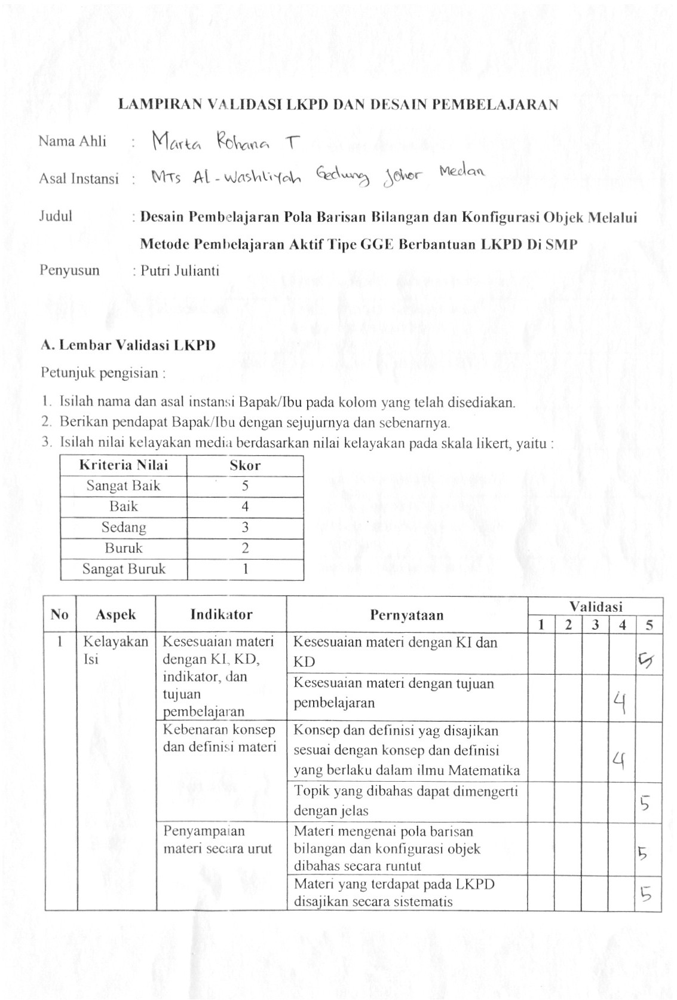 LAMPIRAN VALIDASI LKPD DAN DESAIN PEMBELAJARAN
Nama Ahli : Marta Rohana T
Asal Instansi : MTs Al-Washliyah Gedung Johor Medan
Judul : Desain Pembelajaran Pola Barisan Bilangan dan Konfigurasi Objek Melalui
Metode Pembelajaran Aktif Tipe GGE Berbantuan LKPD Di SMP
Penyusun : Putri Julianti
A. Lembar Validasi LKPD
Petunjuk pengisian :
1. Isilah nama dan asal instansi Bapak/Ibu pada kolom yang telah disediakan.
2. Berikan pendapat Bapak/Ibu dengan sejujurnya dan sebenarnya.
3. Isilah nilai kelayakan media berdasarkan nilai kelayakan pada skala likert, yaitu :
Kriteria Nilai Skor
Sangat Baik 5
Baik 4
Sedang 3
Buruk 2
Sangat Buruk 1
No Aspek Indikator Pernyataan Validasi
1 2 3 4 5
1 Kelayakan Isi
Kesesuaian materi
dengan KI, KD,
indikator, dan
tujuan
pembelajaran
Kesesuaian materi dengan KI dan
KD 5
Kesesuaian materi dengan tujuan
pembelajaran 4
Kebenaran konsep
dan definisi materi
Konsep dan definisi yag disajikan
sesuai dengan konsep dan definisi
yang berlaku dalam ilmu Matematika 4
Topik yang dibahas dapat dimengerti
dengan jelas 5
Penyampaian
materi secara urut
Materi mengenai pola barisan
bilangan dan konfigurasi objek
dibahas secara runtut 5
Materi yang terdapat pada LKPD
disajikan secara sistematis 5